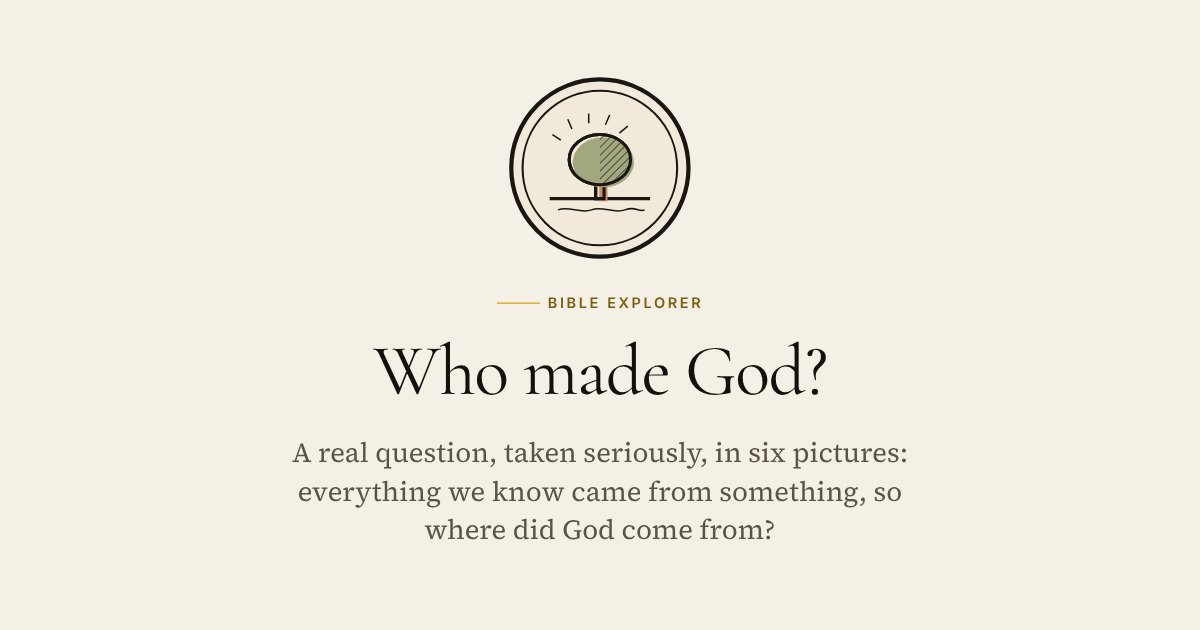 BIBLE EXPLORER
Who made God?
A real question, taken seriously, in six pictures:
everything we know came from something, so
where did God come from?